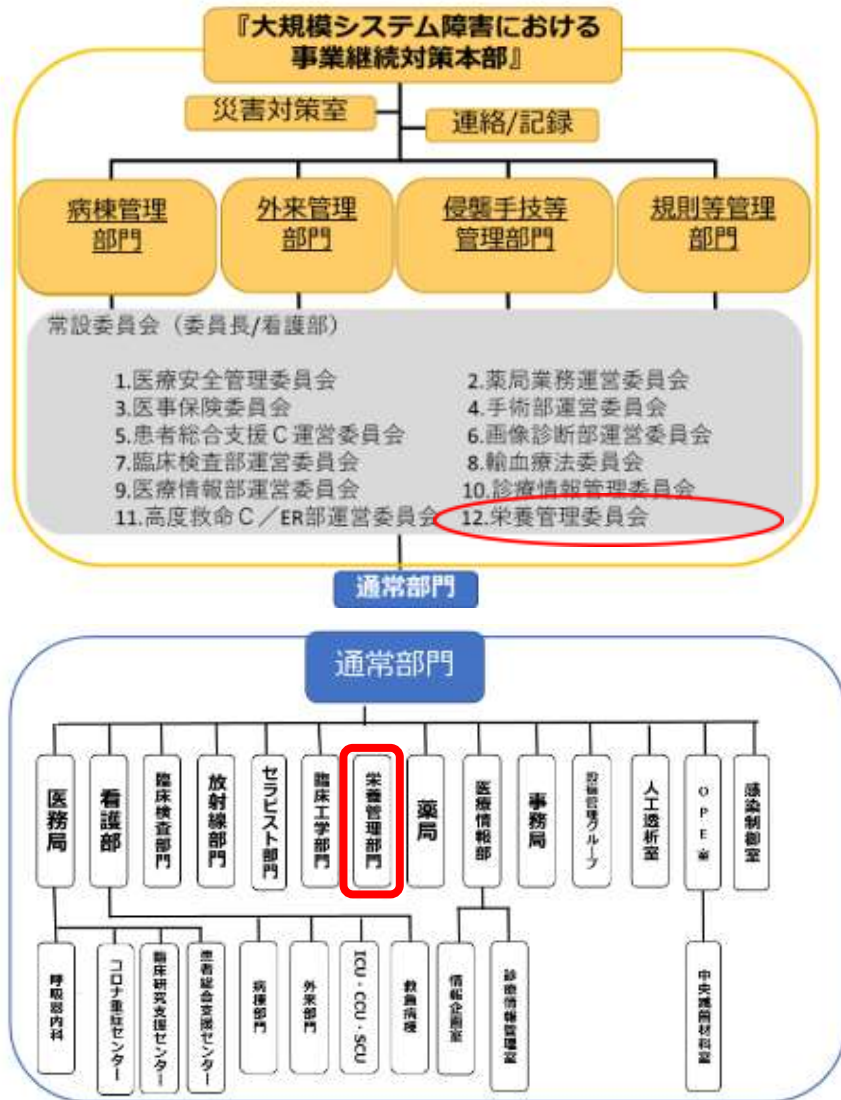 『大規模システム障害における
事業継続対策本部』
災害対策室
連絡/記録
病棟管理
部門
外来管理
部門
侵襲手技等
管理部門
規則等管理
部門
常設委員会（委員長/看護部）
1.医療安全管理委員会
2.薬局業務運営委員会
3.医事保険委員会
4.手術部運営委員会
5.患者総合支援C運営委員会
6.画像診断部運営委員会
7.臨床検査部運営委員会
8.輸血療法委員会
9.医療情報部運営委員会
10.診療情報管理委員会
11.高度救命C／ER部運営委員会
12.栄養管理委員会
通常部門
通常部門
医務局
看護部
臨床検査部門
放射線部門
セラピスト部門
臨床工学部門
栄養管理部門
薬局
医療情報部
事務局
設備管理グループ
人工透析室
OPE室
感染制御室
呼吸器内科
コロナ重症センター
臨床研究支援センター
患者総合支援センター
病棟部門
外来部門
ICU・CCU・SCU
救急病棟
情報企画室
診療情報管理室
中央滅菌材料室